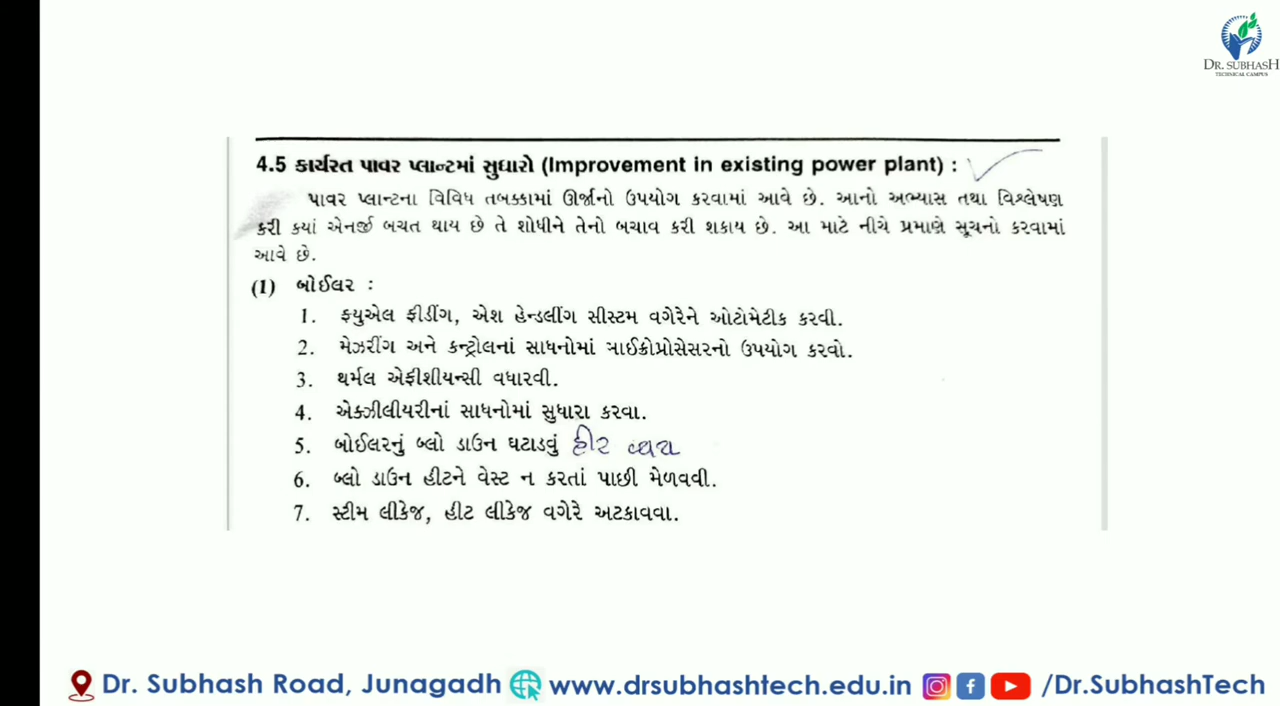 DR. SUBHASH
TECHNICAL CAMPUS
4.5 કાર્યરત પાવર પ્લાન્ટમાં સુધારો (Improvement in existing power plant) :
પાવર પ્લાન્ટના વિવિધ તબક્કામાં ઊર્જાનો ઉપયોગ કરવામાં આવે છે. આનો અભ્યાસ તથા વિશ્લેષણ
કરી ક્યાં એનર્જી બચત થાય છે તે શોધીને તેનો બચાવ કરી શકાય છે. આ માટે નીચે પ્રમાણે સૂચનો કરવામાં
આવે છે.
(1) બોઈલર :
1. ફ્યુએલ ફીડીંગ, એશ હેન્ડલીંગ સીસ્ટમ વગેરેને ઓટોમેટીક કરવી.
2. મેઝરીંગ અને કન્ટ્રોલનાં સાધનોમાં માઈક્રોપ્રોસેસરનો ઉપયોગ કરવો.
3. થર્મલ એફીશીયન્સી વધારવી.
4. એક્ઝીલીયરીનાં સાધનોમાં સુધારા કરવા.
5. બોઈલરનું બ્લો ડાઉન ઘટાડવું હીટ વ્યય
6. બ્લો ડાઉન હીટને વેસ્ટ ન કરતાં પાછી મેળવવી.
7. સ્ટીમ લીકેજ, હીટ લીકેજ વગેરે અટકાવવા.
Dr. Subhash Road, Junagadh www.drsubhashtech.edu.in /Dr.SubhashTech